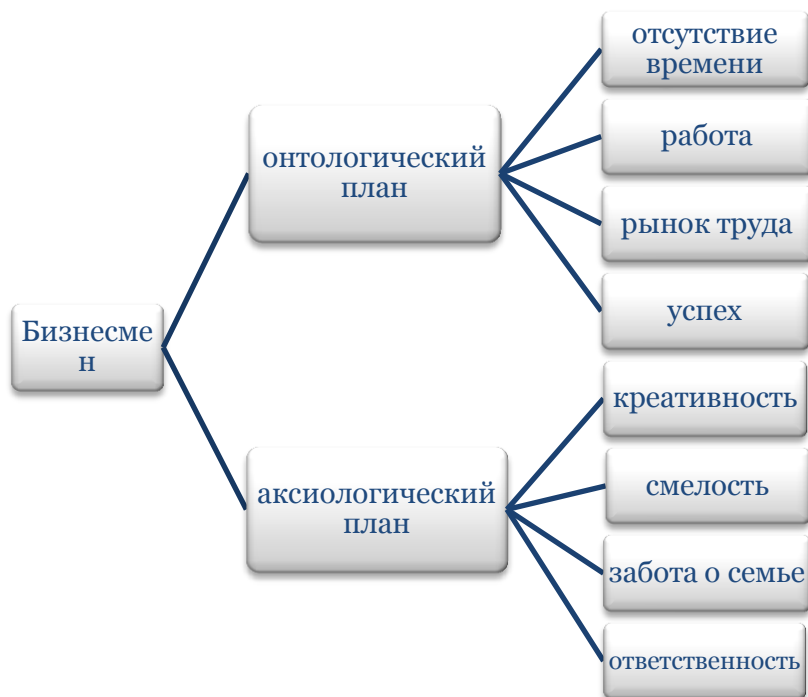 отсутствие
времени
онтологический
план
работа
рынок труда
успех
Бизнесме
н
аксиологический
план
креативность
смелость
забота о семье
ответственность